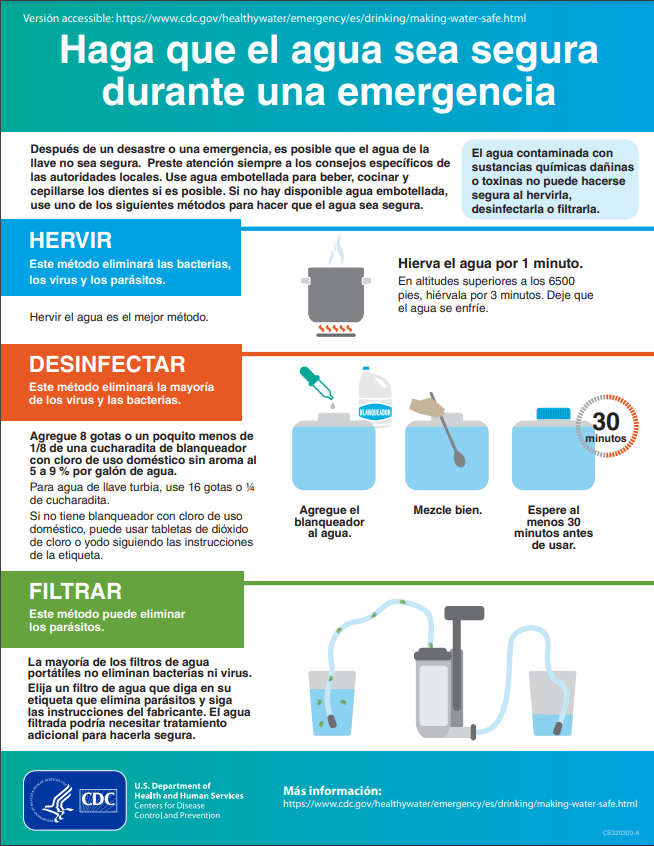 Versión accessible: https://www.cdc.gov/healthywater/emergency/es/drinking/making-water-safe.html
Haga que el agua sea segura
durante una emergencia
Después de un desastre o una emergencia, es posible que el agua de la
llave no sea segura. Preste atención siempre a los consejos específicos de
las autoridades locales. Use agua embotellada para beber, cocinar y
cepillarse los dientes si es posible. Si no hay disponible agua embotellada,
use uno de los siguientes métodos para hacer que el agua sea segura.
El agua contaminada con
sustancias químicas dañinas
o toxinas no puede hacerse
segura al hervirla,
desinfectarla o filtrarla.
HERVIR
Este método eliminará las bacterias,
los virus y los parásitos.
Hervir el agua es el mejor método.
Hierva el agua por 1 minuto.
En altitudes superiores a los 6500
pies, hiérvala por 3 minutos. Deje que
el agua se enfríe.
DESINFECTAR
Este método eliminará la mayoría
de los virus y las bacterias.
Agregue 8 gotas o un poquito menos de
1/8 de una cucharadita de blanqueador
con cloro de uso doméstico sin aroma al
5 a 9 % por galón de agua.
Para agua de llave turbia, use 16 gotas o ¼
de cucharadita.
Si no tiene blanqueador con cloro de uso
doméstico, puede usar tabletas de dióxido
de cloro o yodo siguiendo las instrucciones
de la etiqueta.
BLANQUEADOR
30
minutos
Agregue el
blanqueador
al agua.
Mezcle bien.
Espere al
menos 30
minutos antes
de usar.
FILTRAR
Este método puede eliminar
los parásitos.
La mayoría de los filtros de agua
portátiles no eliminan bacterias ni virus.
Elija un filtro de agua que diga en su
etiqueta que elimina parásitos y siga
las instrucciones del fabricante. El agua
filtrada podría necesitar tratamiento
adicional para hacerla segura.
CDC
U.S. Department of
Health and Human Services
Centers for Disease
Control and Prevention
Más información:
https://www.cdc.gov/healthywater/emergency/es/drinking/making-water-safe.html
CS320300-A